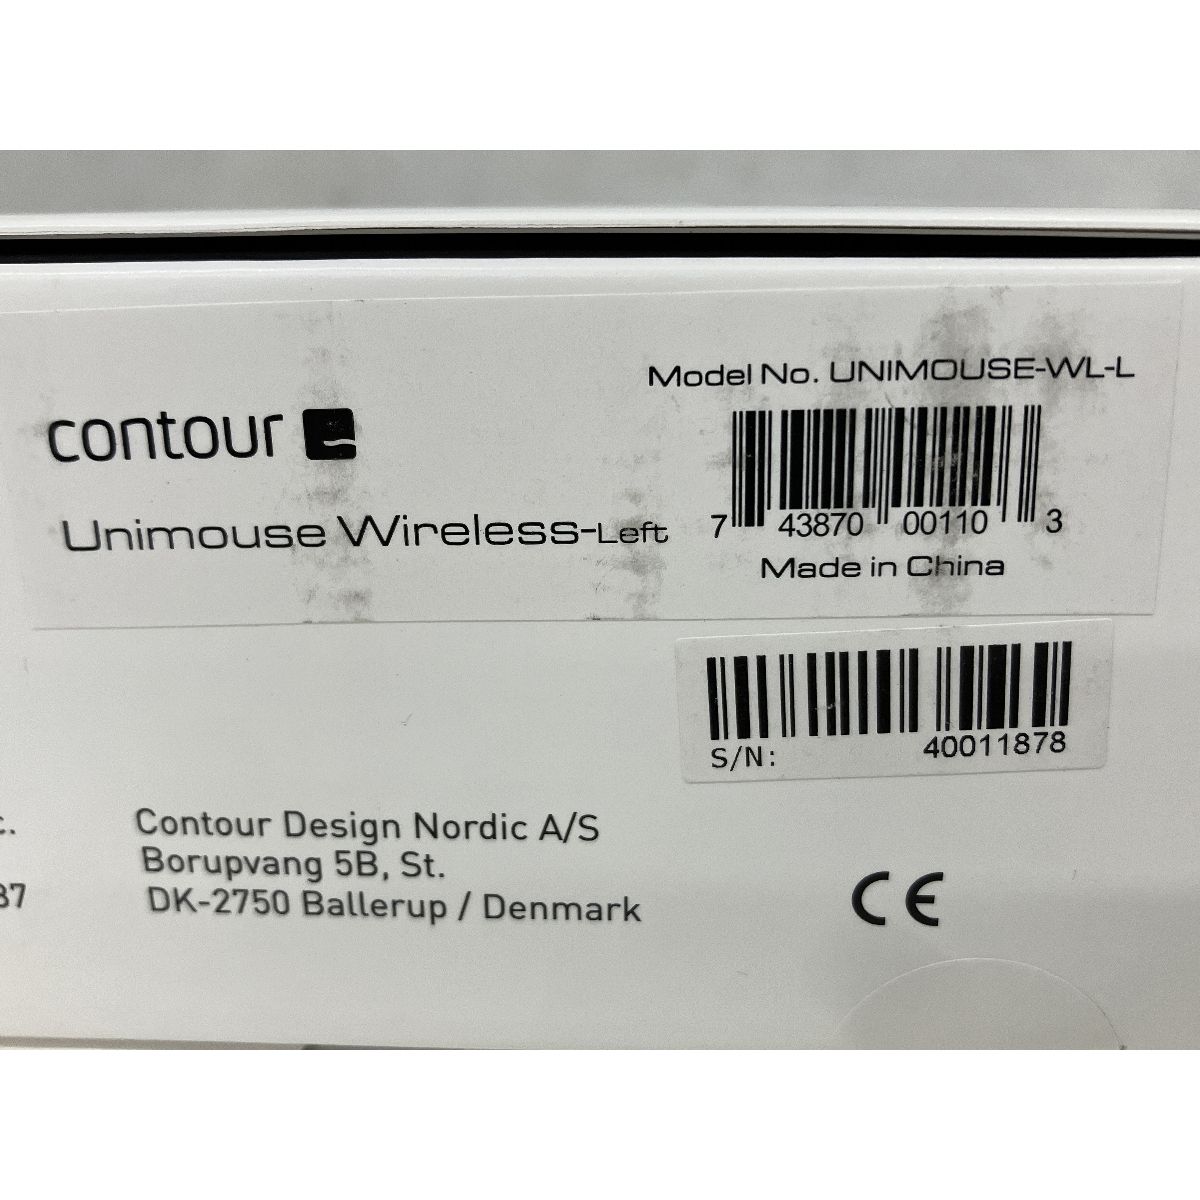 contour
Unimouse Wireless-Left
Model No. UNIMOUSE-WL-L
7 43870 00110 3
Made in China
S/N: 40011878
Contour Design Nordic A/S
Borupvang 5B, St.
DK-2750 Ballerup / Denmark
CE